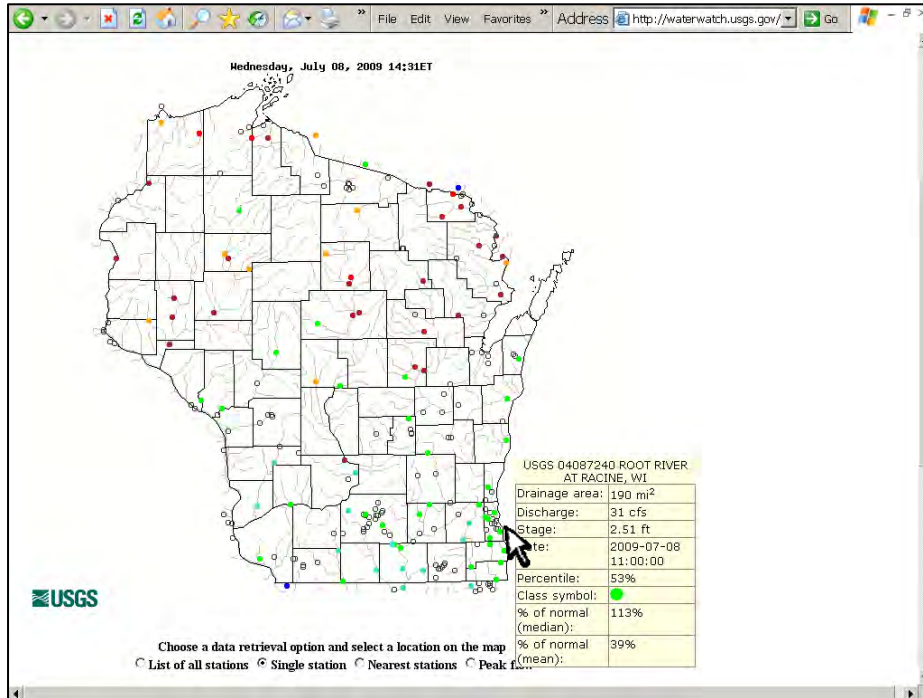 » File Edit View Favorites » Address http://waterwatch.usgs.gov/ Go
Wednesday, July 08, 2009 14:31ET
USGS 04087240 ROOT RIVER
AT RACINE, WI
Drainage area: 190 mi²
Discharge: 31 cfs
Stage: 2.51 ft
2009-07-08
11:00:00
Percentile: 53%
Class symbol:
% of normal (median): 113%
% of normal (mean): 39%
USGS
Choose a data retrieval option and select a location on the map
List of all stations Single station Nearest stations Peak